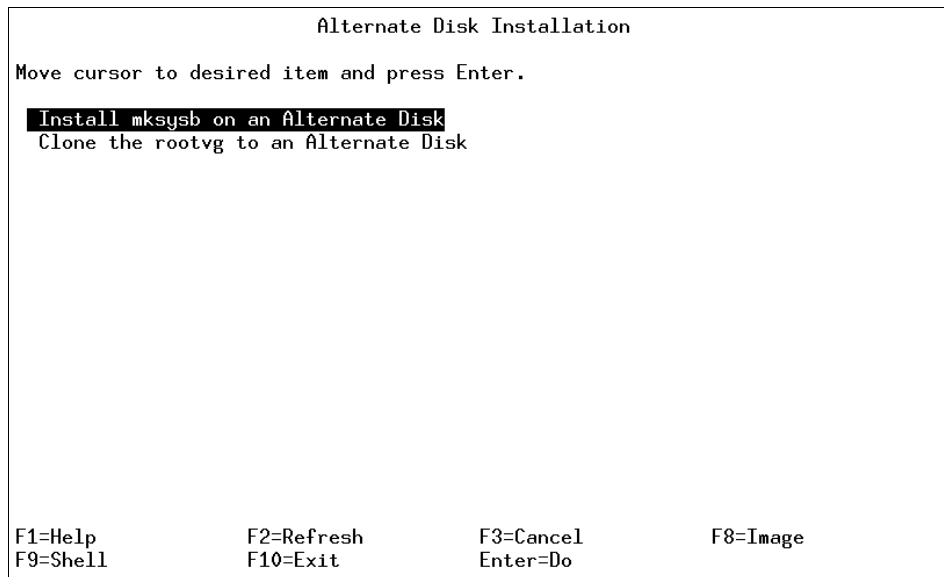 Alternate Disk Installation
Move cursor to desired item and press Enter.
Install mksysb on an Alternate Disk
Clone the rootvg to an Alternate Disk
F1=Help F2=Refresh F3=Cancel F8=Image
F9=Shell F10=Exit Enter=Do